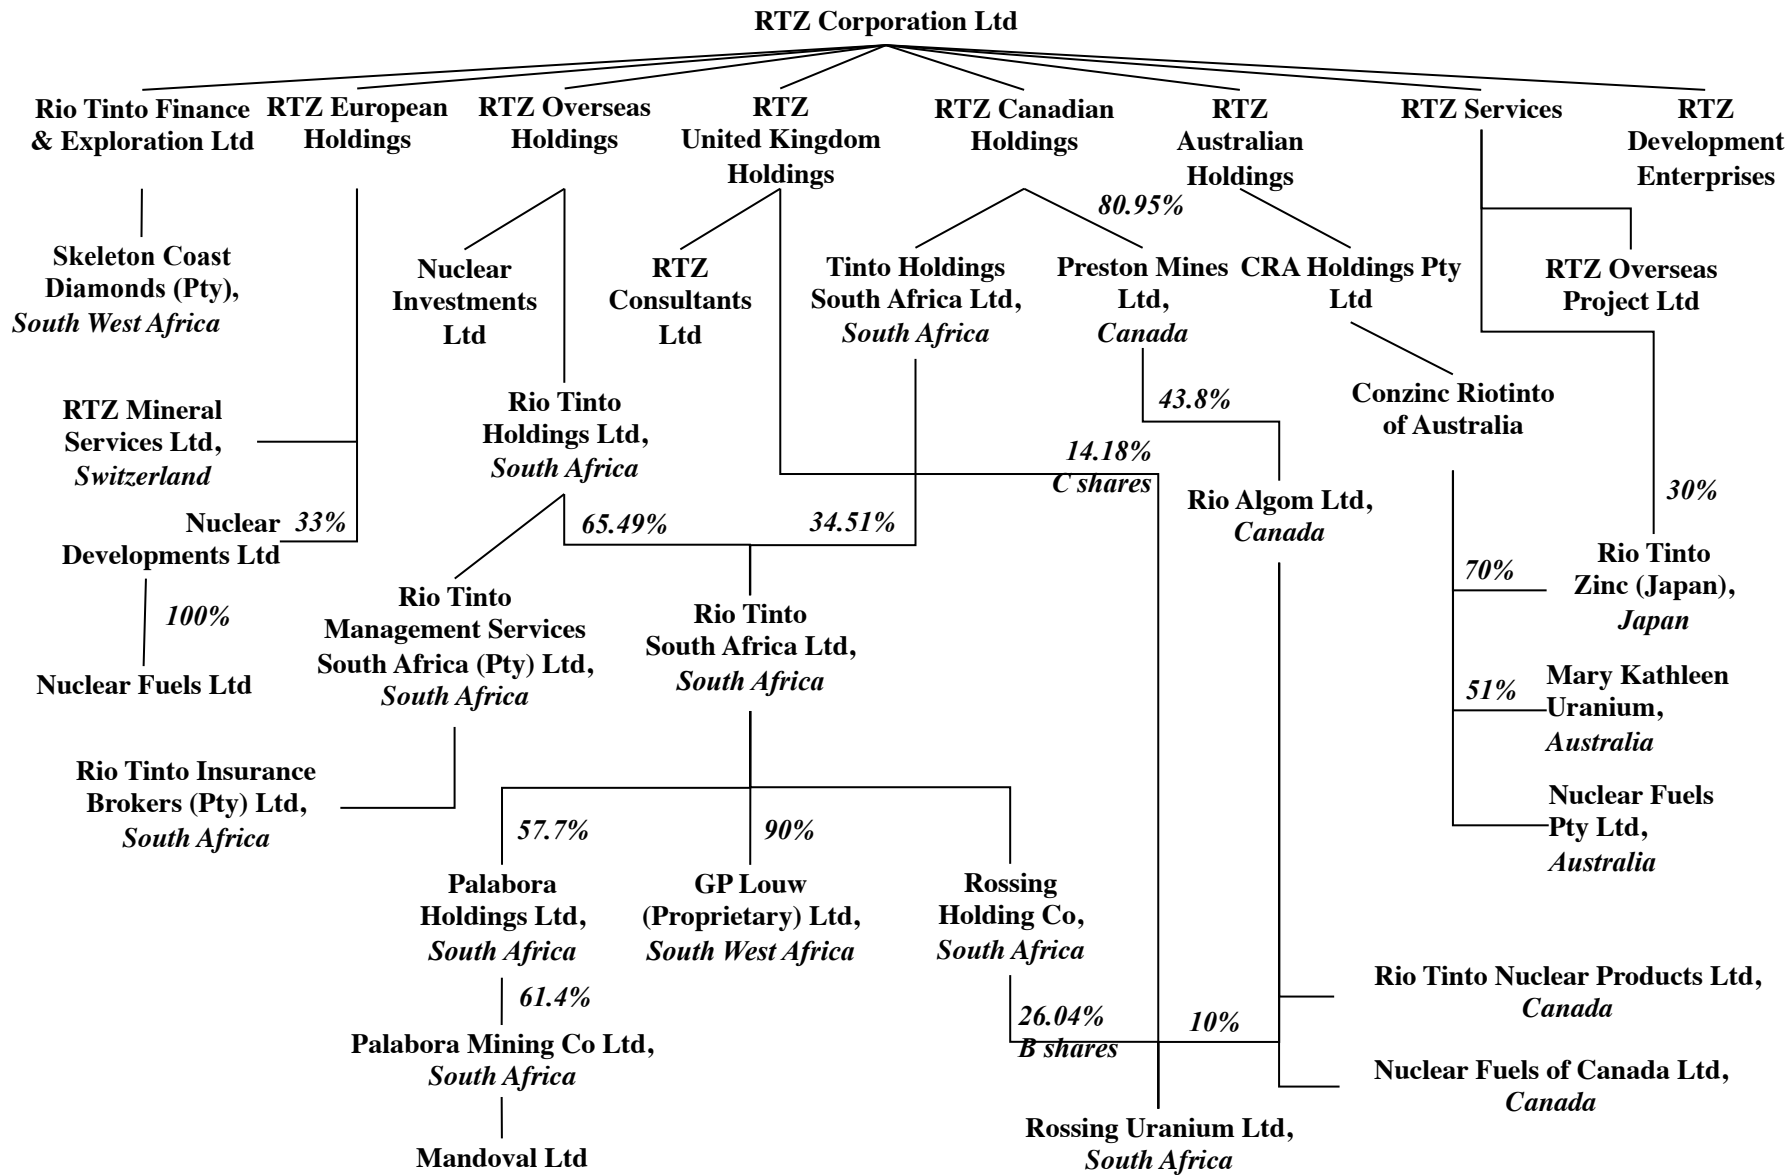 RTZ Corporation Ltd
Rio Tinto Finance
& Exploration Ltd
RTZ European
Holdings
RTZ Overseas
Holdings
RTZ
United Kingdom
Holdings
RTZ Canadian
Holdings
RTZ
Australian
Holdings
RTZ Services
RTZ
Development
Enterprises
80.95%
Skeleton Coast
Diamonds (Pty),
South West Africa
Nuclear
Investments
Ltd
RTZ
Consultants
Ltd
Tinto Holdings
South Africa Ltd,
South Africa
Preston Mines
Ltd,
Canada
CRA Holdings Pty
Ltd
RTZ Overseas
Project Ltd
RTZ Mineral
Services Ltd,
Switzerland
Rio Tinto
Holdings Ltd,
South Africa
43.8%
Conzinc Riotinto
of Australia
14.18%
C shares
Rio Algom Ltd,
Canada
30%
Nuclear
Developments Ltd
33%
65.49%
34.51%
Rio Tinto
Zinc (Japan),
Japan
70%
100%
Rio Tinto
Management Services
South Africa (Pty) Ltd,
South Africa
Rio Tinto
South Africa Ltd,
South Africa
Nuclear Fuels Ltd
51%
Mary Kathleen
Uranium,
Australia
Rio Tinto Insurance
Brokers (Pty) Ltd,
South Africa
Nuclear Fuels
Pty Ltd,
Australia
57.7%
90%
Palabora
Holdings Ltd,
South Africa
GP Louw
(Proprietary) Ltd,
South West Africa
Rossing
Holding Co,
South Africa
61.4%
Rio Tinto Nuclear Products Ltd,
Canada
26.04%
B shares
10%
Palabora Mining Co Ltd,
South Africa
Nuclear Fuels of Canada Ltd,
Canada
Rossing Uranium Ltd,
South Africa
Mandoval Ltd